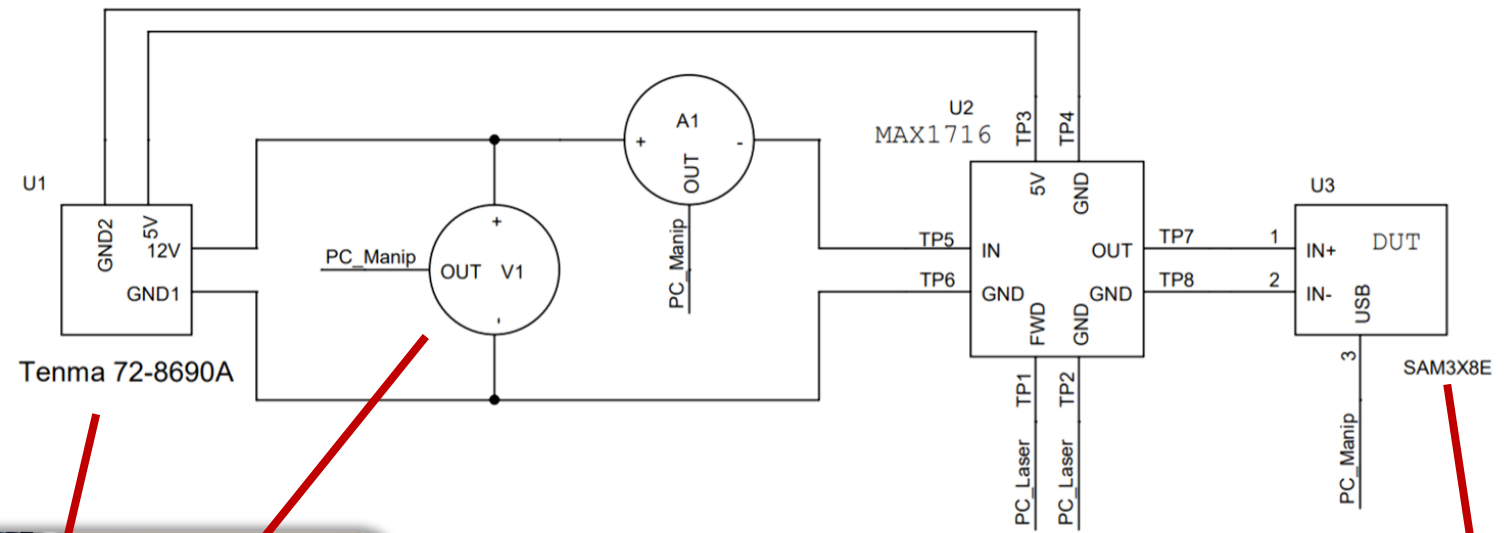 U1
GND2
5V
12V
GND1
Tenma 72-8690A
PC_Manip
+
OUT V1
-
+
A1
-
OUT
PC_Manip
U2
MAX1716
TP3
TP4
5V
GND
TP5
IN
TP6
GND
OUT
TP7
GND
TP8
FWD
GND
TP1
TP2
PC_Laser
PC_Laser
U3
1
IN+
DUT
2
IN-
USB
3
SAM3X8E
PC_Manip